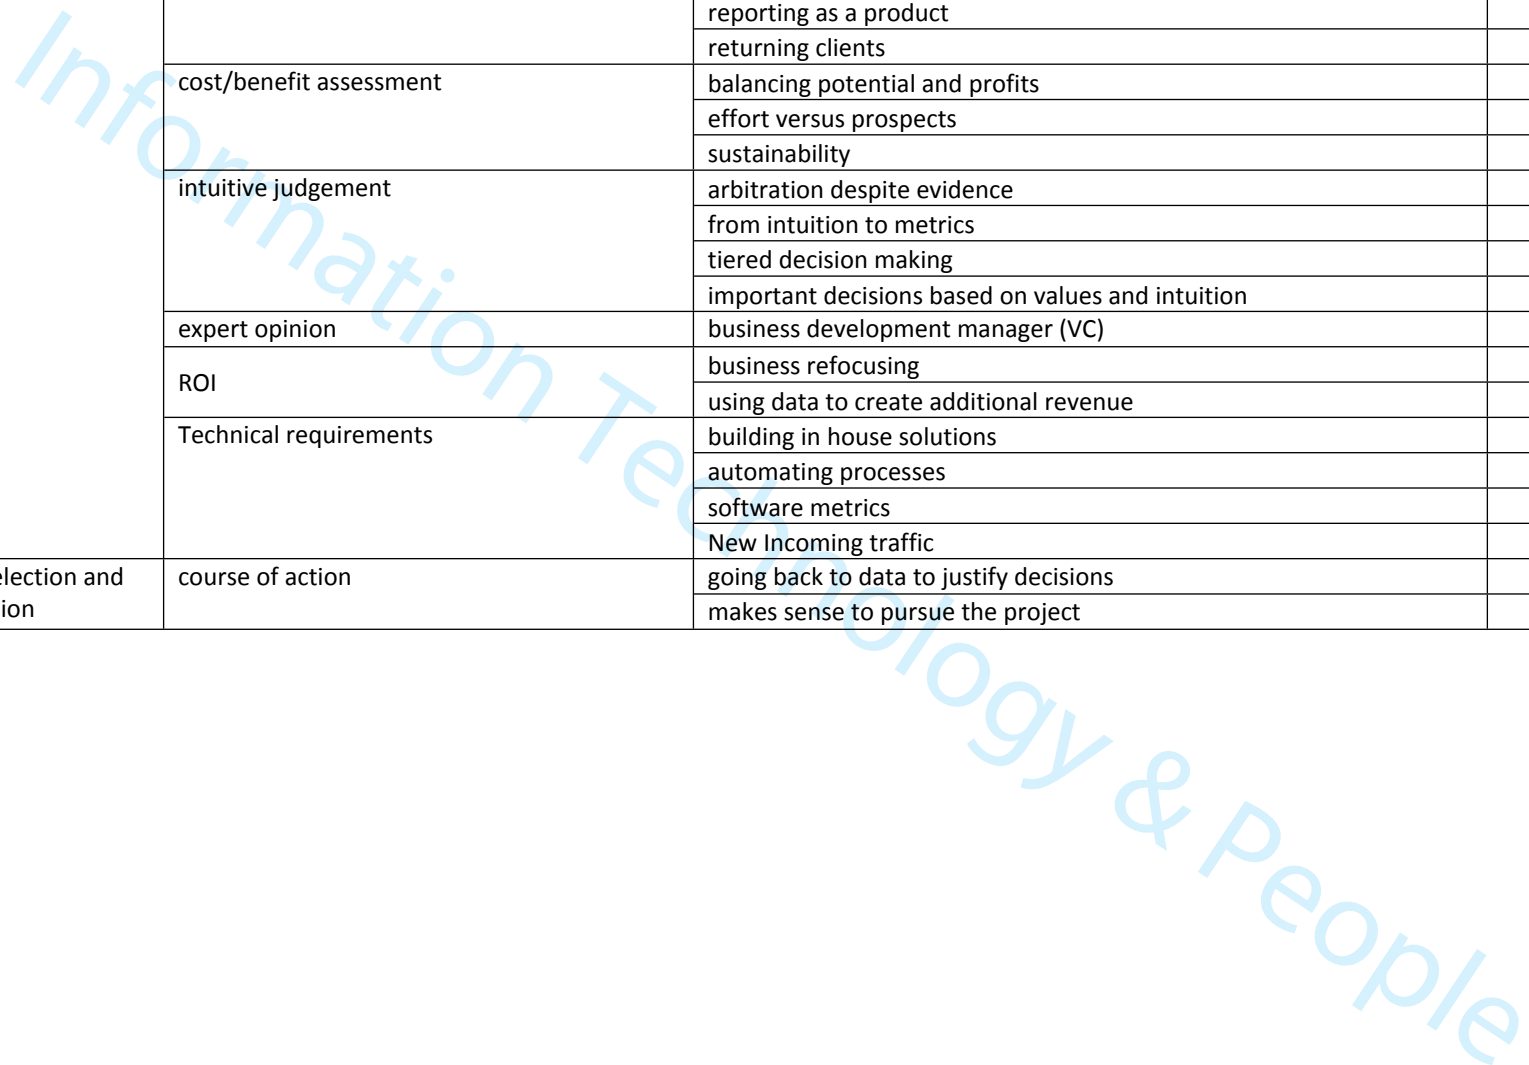 reporting as a product
returning clients
cost/benefit assessment
balancing potential and profits
effort versus prospects
sustainability
intuitive judgement
arbitration despite evidence
from intuition to metrics
tiered decision making
important decisions based on values and intuition
expert opinion
business development manager (VC)
ROI
business refocusing
using data to create additional revenue
Technical requirements
building in house solutions
automating processes
software metrics
New Incoming traffic
election and
ion
course of action
going back to data to justify decisions
makes sense to pursue the project
Information Technology & People